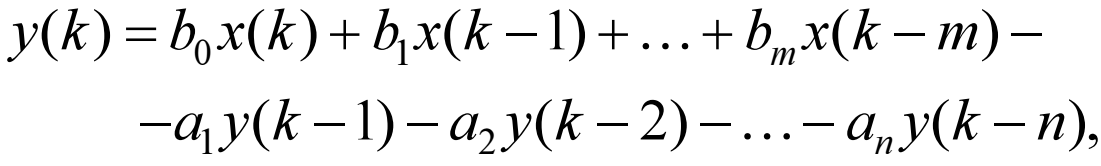 y(k) = b₀x(k) + b₁x(k − 1) + … + bₘx(k − m) −
−a₁y(k − 1) − a₂y(k − 2) − … − aₙy(k − n),